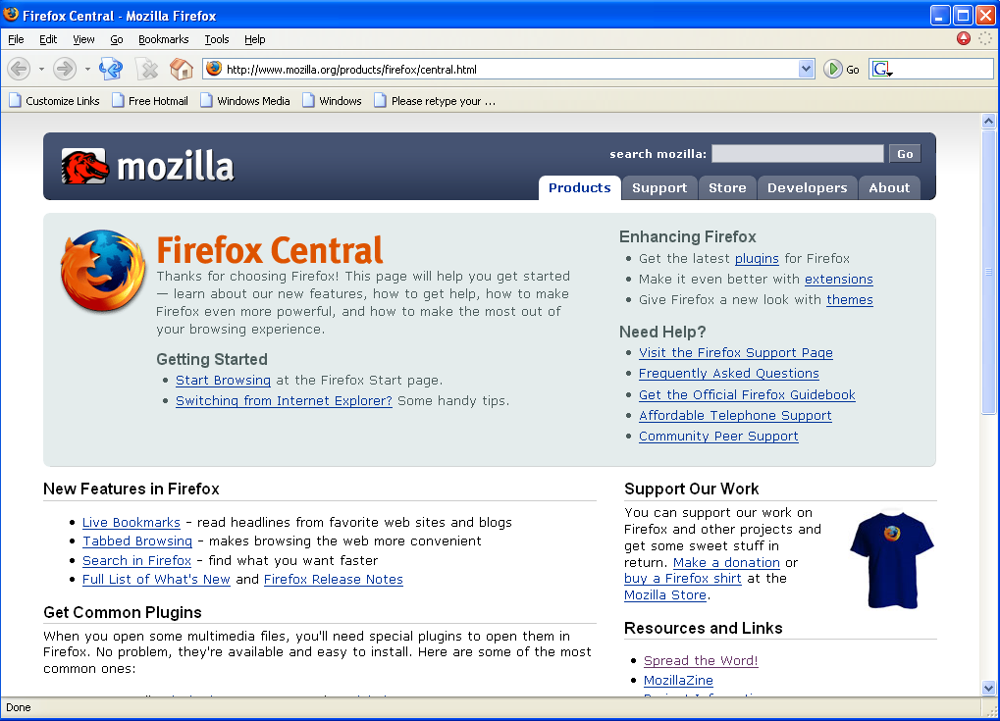 Firefox Central - Mozilla Firefox
File Edit View Go Bookmarks Tools Help
http://www.mozilla.org/products/firefox/central.html Go G
Customize Links Free Hotmail Windows Media Windows Please retype your ...
mozilla
search mozilla: Go
Products Support Store Developers About
Firefox Central
Thanks for choosing Firefox! This page will help you get started
— learn about our new features, how to get help, how to make
Firefox even more powerful, and how to make the most out of
your browsing experience.
Getting Started
• Start Browsing at the Firefox Start page.
• Switching from Internet Explorer? Some handy tips.
Enhancing Firefox
• Get the latest plugins for Firefox
• Make it even better with extensions
• Give Firefox a new look with themes
Need Help?
• Visit the Firefox Support Page
• Frequently Asked Questions
• Get the Official Firefox Guidebook
• Affordable Telephone Support
• Community Peer Support
New Features in Firefox
• Live Bookmarks - read headlines from favorite web sites and blogs
• Tabbed Browsing - makes browsing the web more convenient
• Search in Firefox - find what you want faster
• Full List of What's New and Firefox Release Notes
Get Common Plugins
When you open some multimedia files, you'll need special plugins to open them in
Firefox. No problem, they're available and easy to install. Here are some of the most
common ones:
Support Our Work
You can support our work on
Firefox and other projects and
get some sweet stuff in
return. Make a donation or
buy a Firefox shirt at the
Mozilla Store.
Resources and Links
• Spread the Word!
• MozillaZine
Done